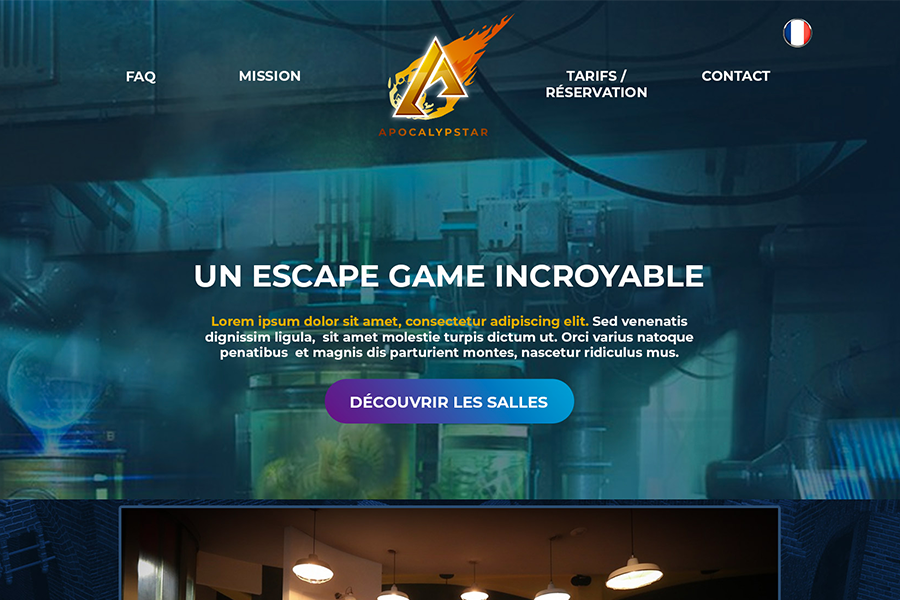 FAQ
MISSION
APOCALYPSTAR
TARIFS /
RÉSERVATION
CONTACT
UN ESCAPE GAME INCROYABLE
Lorem ipsum dolor sit amet, consectetur adipiscing elit. Sed venenatis
dignissim ligula,  sit amet molestie turpis dictum ut. Orci varius natoque
penatibus  et magnis dis parturient montes, nascetur ridiculus mus.
DÉCOUVRIR LES SALLES